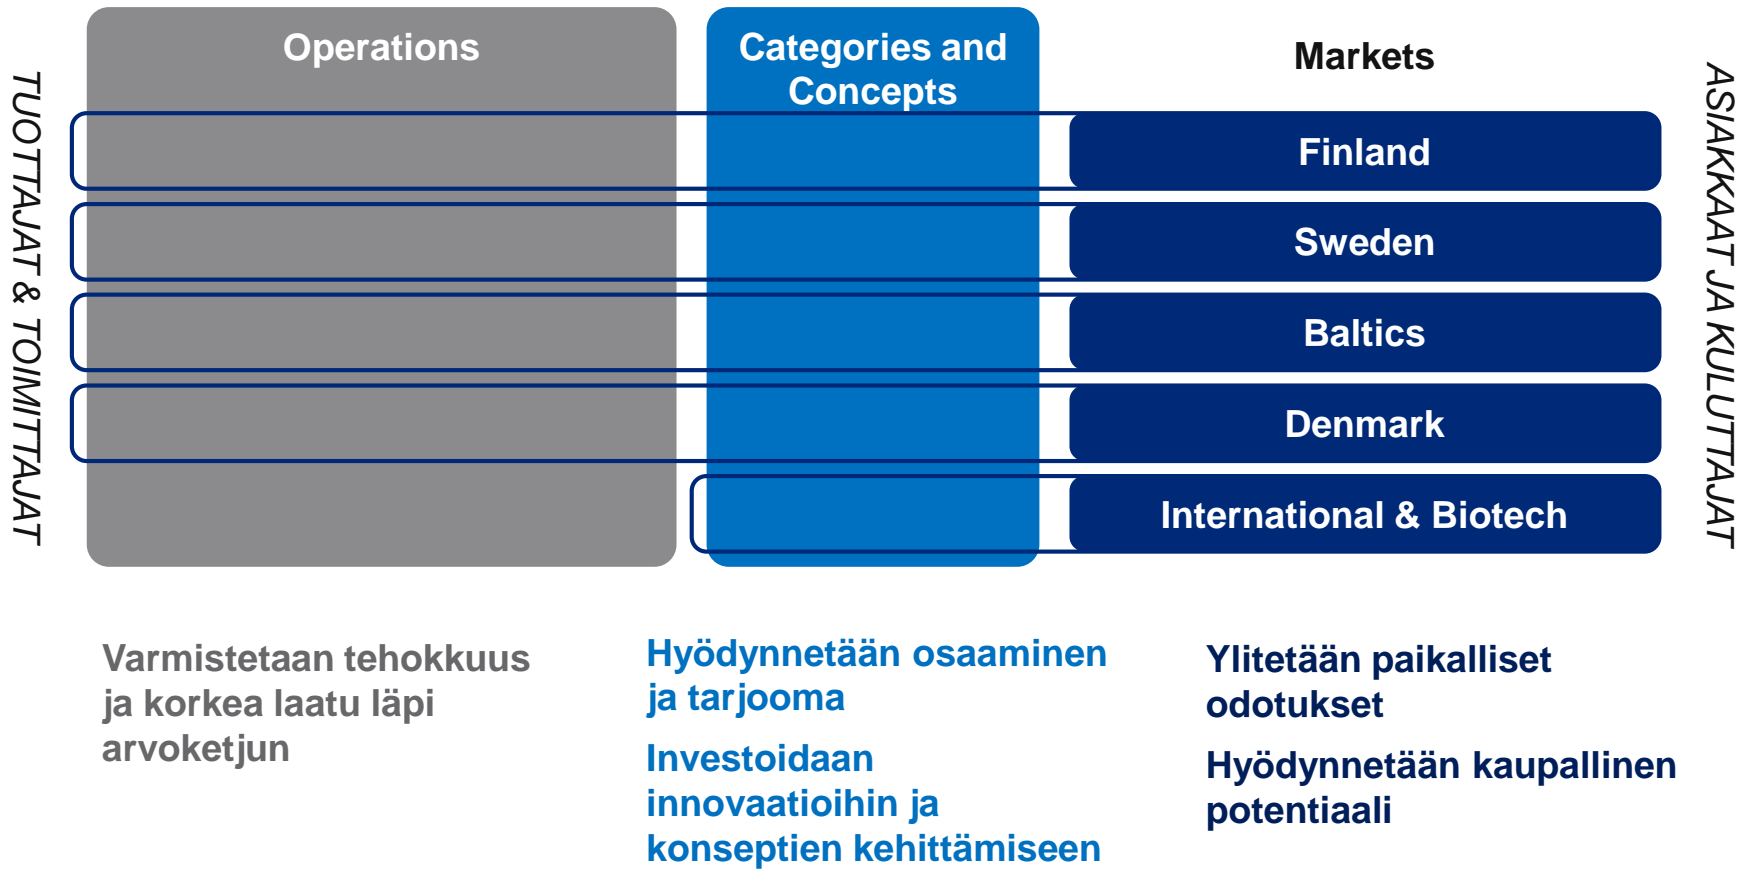 Operations
Categories and
Concepts
Markets
TUOTTAJAT & TOIMITTAJAT
Finland
Sweden
Baltics
Denmark
International & Biotech
ASIAKKAAT JA KULUTTAJAT
Varmistetaan tehokkuus
ja korkea laatu läpi
arvoketjun
Hyödynnetään osaaminen
ja tarjooma
Investoidaan
innovaatioihin ja
konseptien kehittämiseen
Ylitetään paikalliset
odotukset
Hyödynnetään kaupallinen
potentiaali